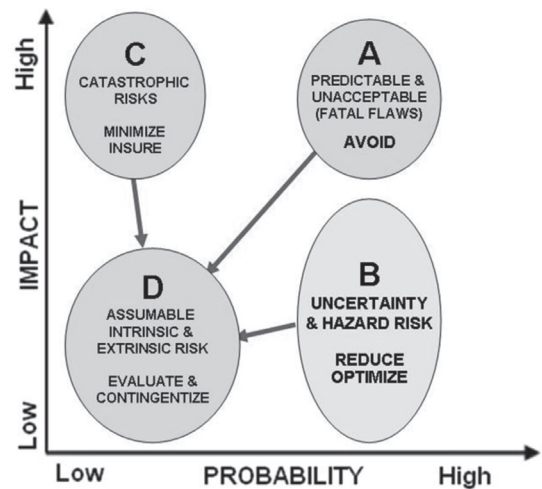 High
IMPACT
Low
C
CATASTROPHIC
RISKS
MINIMIZE
INSURE
A
PREDICTABLE &
UNACCEPTABLE
(FATAL FLAWS)
AVOID
D
ASSUMABLE
INTRINSIC &
EXTRINSIC RISK
EVALUATE &
CONTINGENTIZE
B
UNCERTAINTY
& HAZARD RISK
REDUCE
OPTIMIZE
Low
PROBABILITY
High